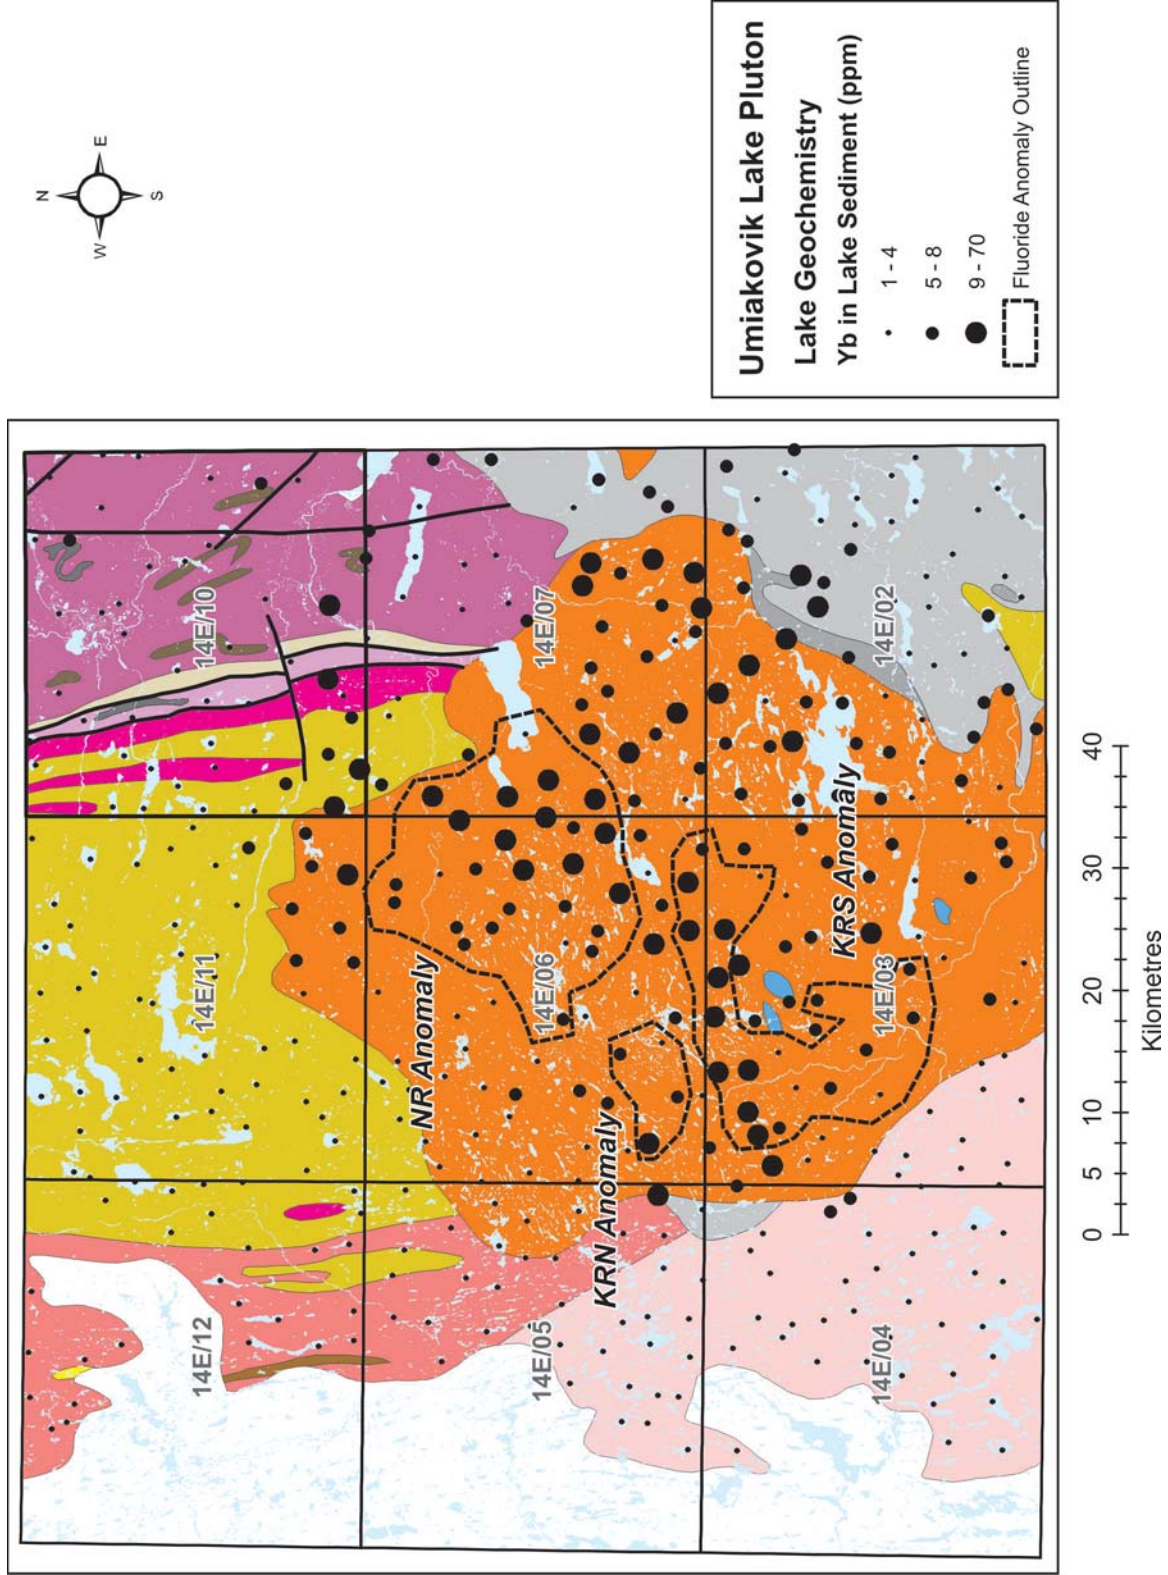 N
W
E
S
Umiakovik Lake Pluton
Lake Geochemistry
Yb in Lake Sediment (ppm)
1 - 4
5 - 8
9 - 70
Fluoride Anomaly Outline
14E/12
14E/11
14E/10
NR Anomaly
14E/05
14E/06
14E/07
KRN Anomaly
KRS Anomaly
14E/04
14E/03
14E/02
0
5
10
20
30
40
Kilometres